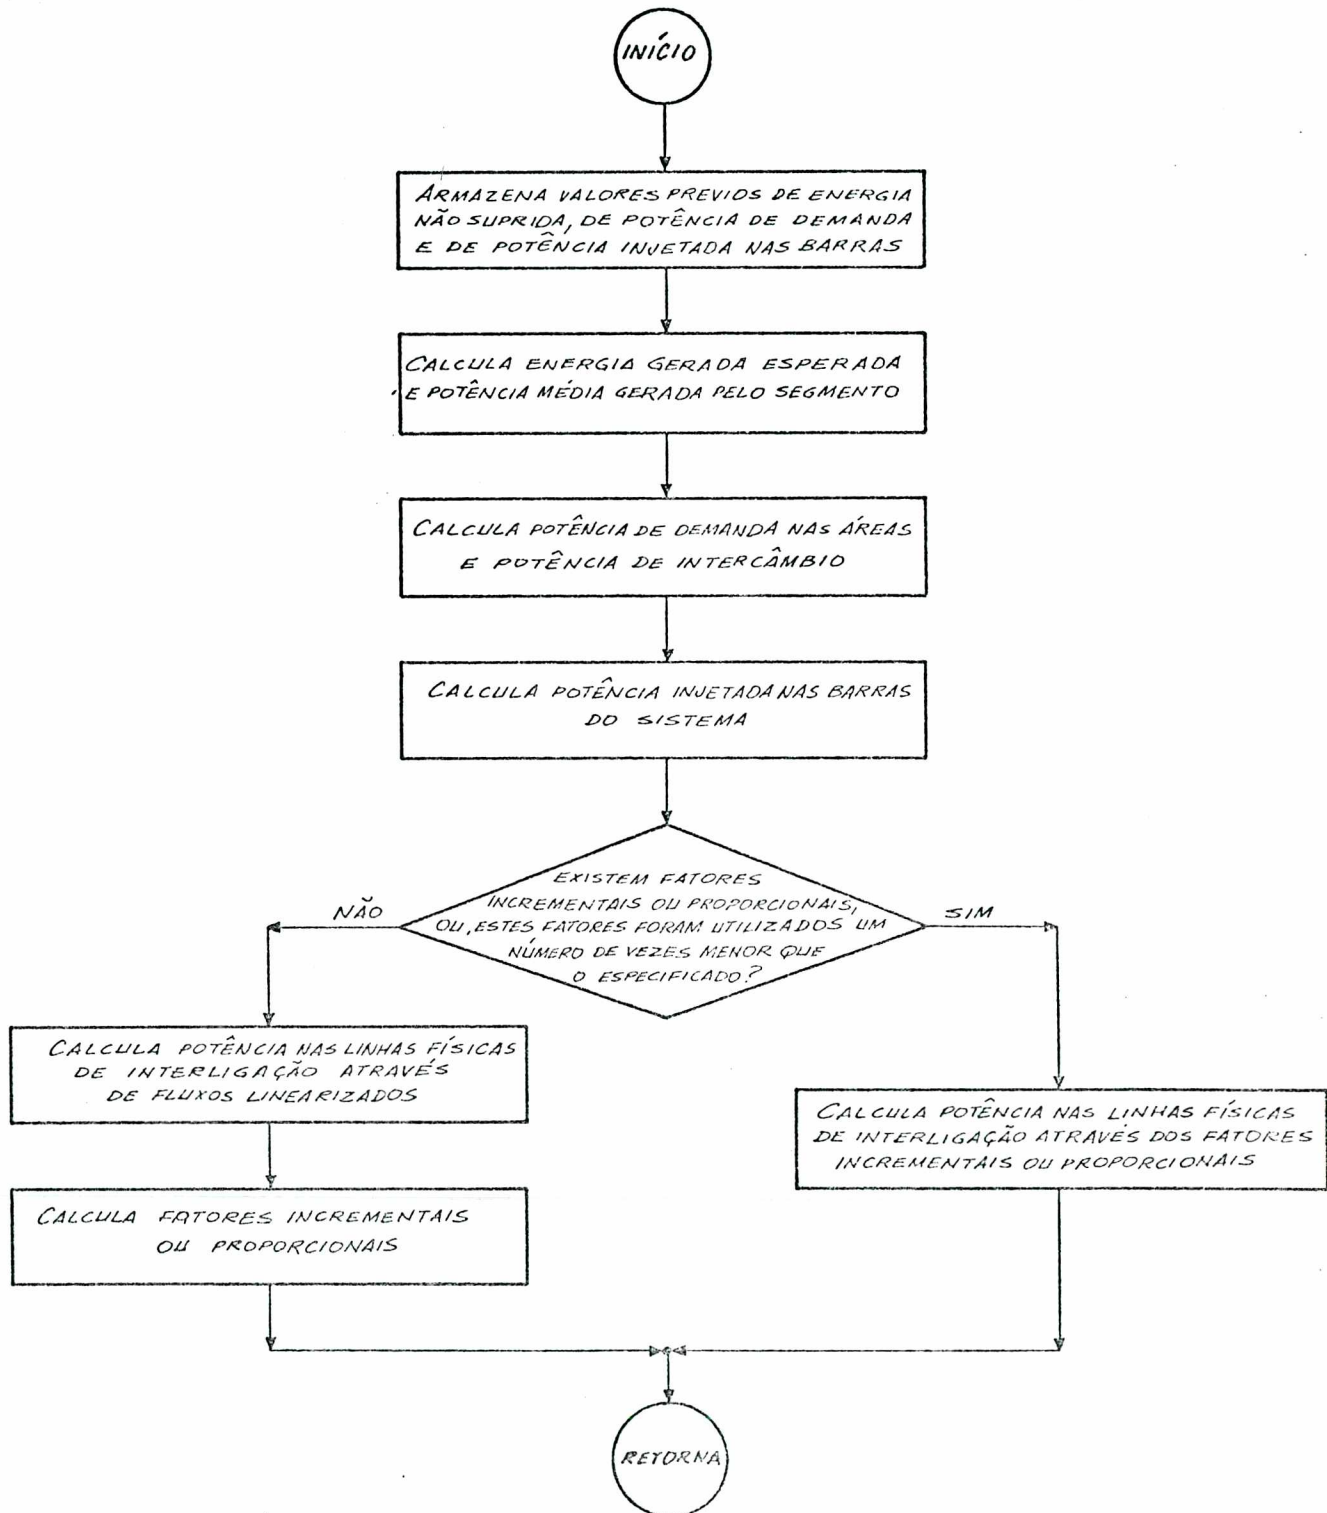 INÍCIO
ARMAZENA VALORES PREVIOS DE ENERGIA
NÃO SUPRIDA, DE POTÊNCIA DE DEMANDA
E DE POTÊNCIA INJETADA NAS BARRAS
CALCULA ENERGIA GERADA ESPERADA
E POTÊNCIA MÉDIA GERADA PELO SEGMENTO
CALCULA POTÊNCIA DE DEMANDA NAS ÁREAS
E POTÊNCIA DE INTERCÂMBIO
CALCULA POTÊNCIA INJETADA NAS BARRAS
DO SISTEMA
EXISTEM FATORES
INCREMENTAIS OU PROPORCIONAIS,
OU, ESTES FATORES FORAM UTILIZADOS UM
NÚMERO DE VEZES MENOR QUE
O ESPECIFICADO?
NÃO
SIM
CALCULA POTÊNCIA NAS LINHAS FÍSICAS
DE INTERLIGAÇÃO ATRAVÉS
DE FLUXOS LINEARIZADOS
CALCULA POTÊNCIA NAS LINHAS FÍSICAS
DE INTERLIGAÇÃO ATRAVÉS DOS FATORES
INCREMENTAIS OU PROPORCIONAIS
CALCULA FATORES INCREMENTAIS
OU PROPORCIONAIS
RETORNA